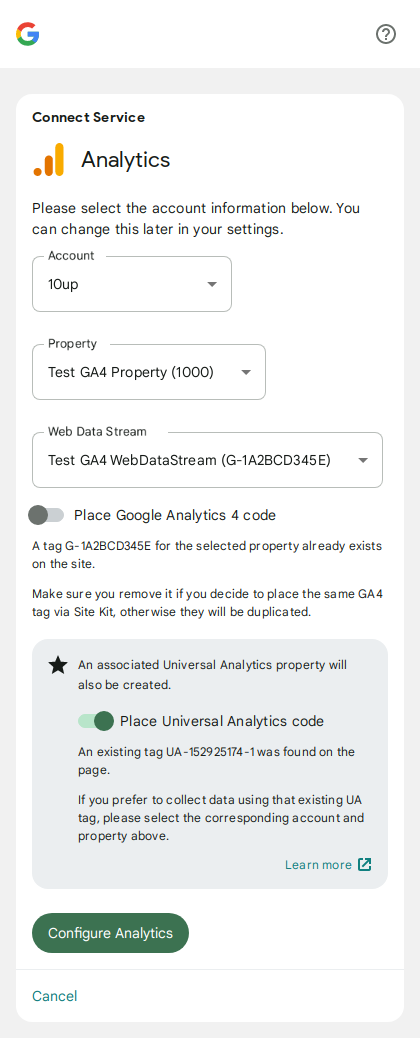 Connect Service
Analytics
Please select the account information below. You
can change this later in your settings.
Account
10up
Property
Test GA4 Property (1000)
Web Data Stream
Test GA4 WebDataStream (G-1A2BCD345E)
Place Google Analytics 4 code
A tag G-1A2BCD345E for the selected property already exists
on the site.
Make sure you remove it if you decide to place the same GA4
tag via Site Kit, otherwise they will be duplicated.
An associated Universal Analytics property will
also be created.
Place Universal Analytics code
An existing tag UA-152925174-1 was found on the
page.
If you prefer to collect data using that existing UA
tag, please select the corresponding account and
property above.
Learn more
Configure Analytics
Cancel